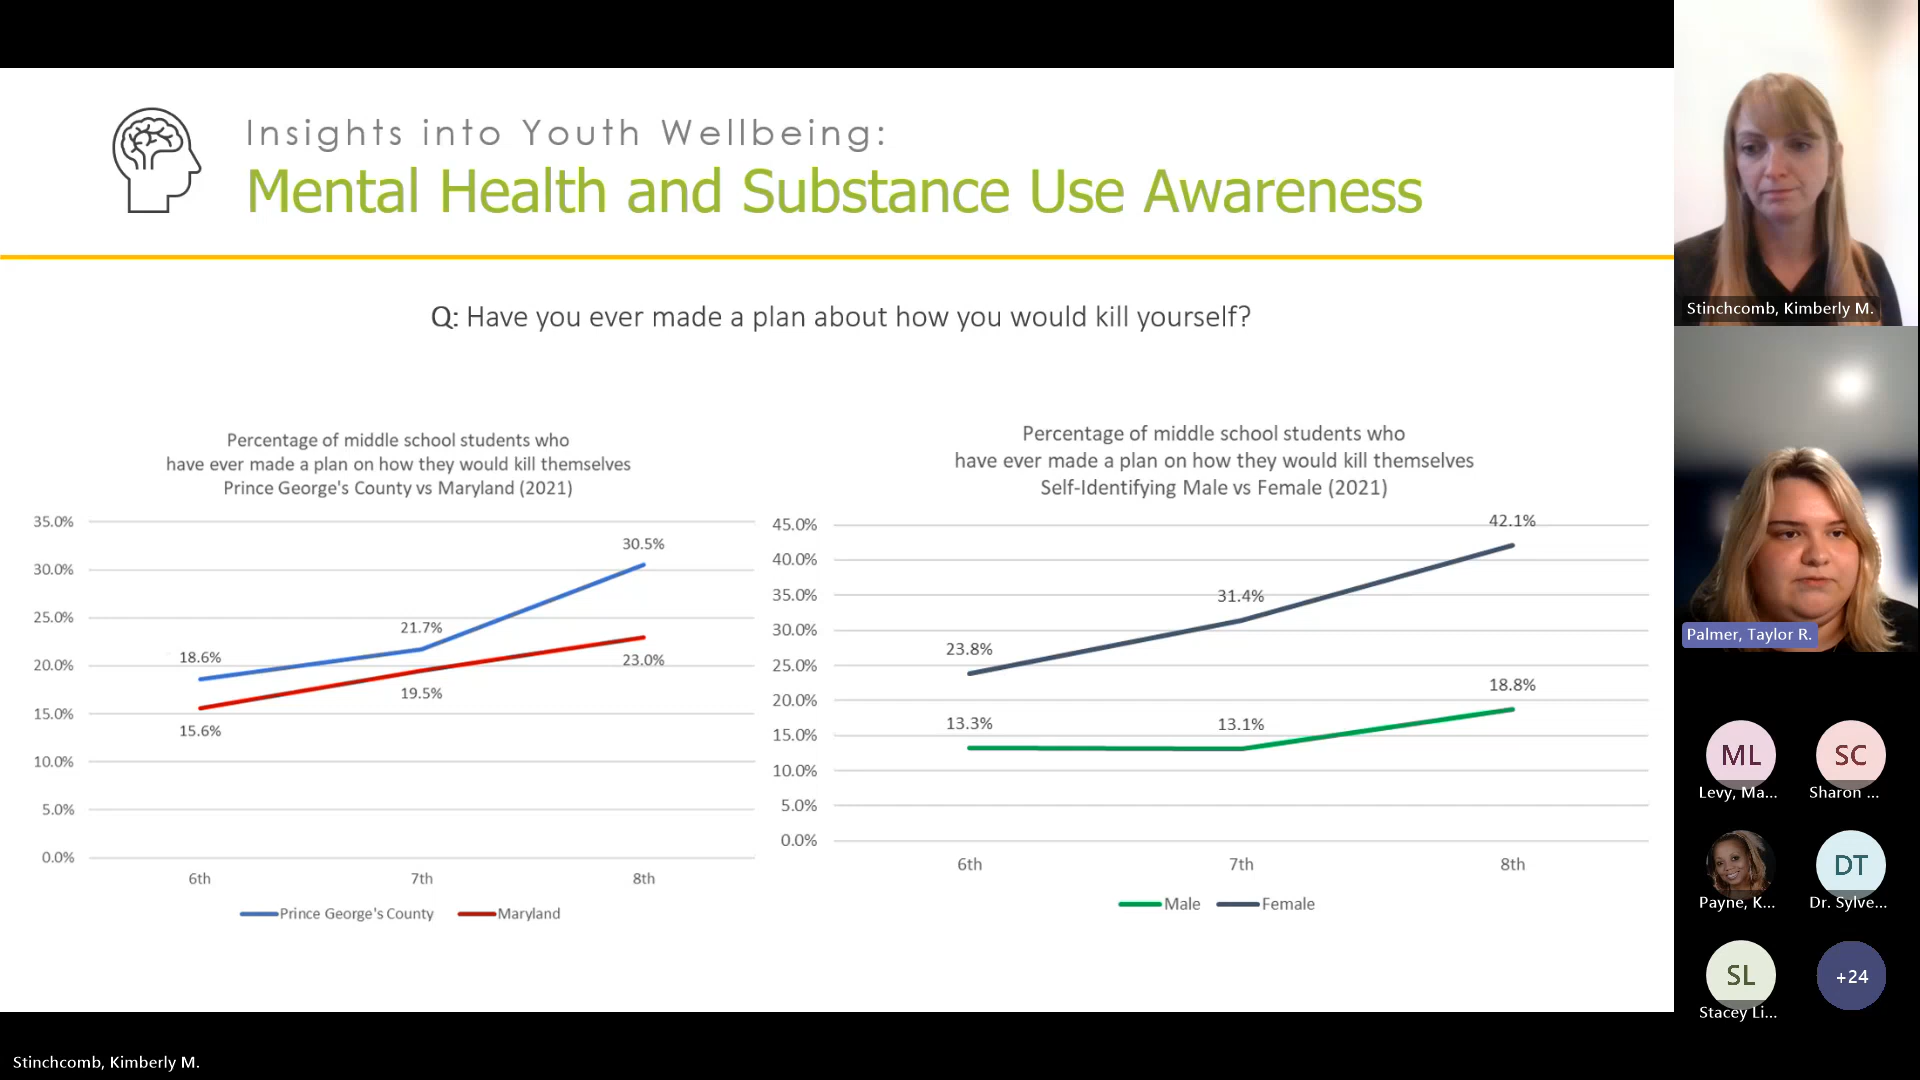 Insights into Youth Wellbeing:
Mental Health and Substance Use Awareness
Q: Have you ever made a plan about how you would kill yourself?
Percentage of middle school students who
have ever made a plan on how they would kill themselves
Prince George's County vs Maryland (2021)
35.0%
30.0%
25.0%
20.0%
15.0%
10.0%
5.0%
0.0%
18.6%
21.7%
30.5%
15.6%
19.5%
23.0%
6th
7th
8th
Prince George's County
Maryland
Percentage of middle school students who
have ever made a plan on how they would kill themselves
Self-Identifying Male vs Female (2021)
45.0%
40.0%
35.0%
30.0%
25.0%
20.0%
15.0%
10.0%
5.0%
0.0%
23.8%
31.4%
42.1%
13.3%
13.1%
18.8%
6th
7th
8th
Male
Female
Stinchcomb, Kimberly M.
Palmer, Taylor R.
ML
Levy, Ma...
SC
Sharon ...
Payne, K...
DT
Dr. Sylve...
SL
Stacey Li...
+24
Stinchcomb, Kimberly M.